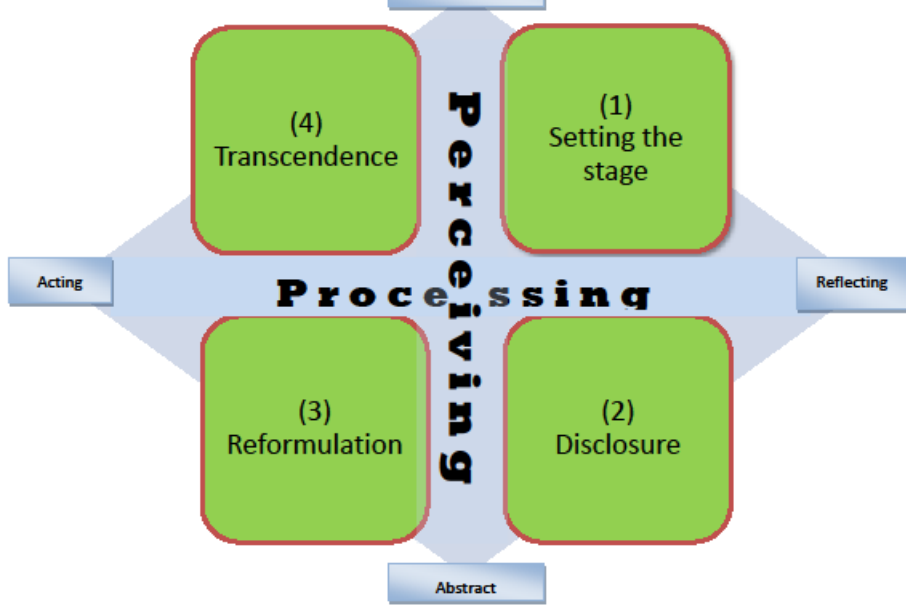 (4)
Transcendence
(1)
Setting the
stage
Perceiving
Acting
Processing
Reflecting
(3)
Reformulation
(2)
Disclosure
Abstract